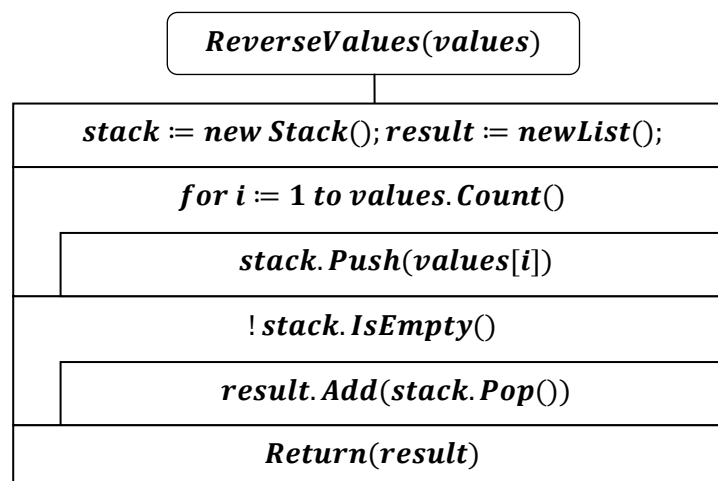 ReverseValues(values)
stack := new Stack(); result := newList();
for i := 1 to values.Count()
stack.Push(values[i])
! stack.IsEmpty()
result.Add(stack.Pop())
Return(result)